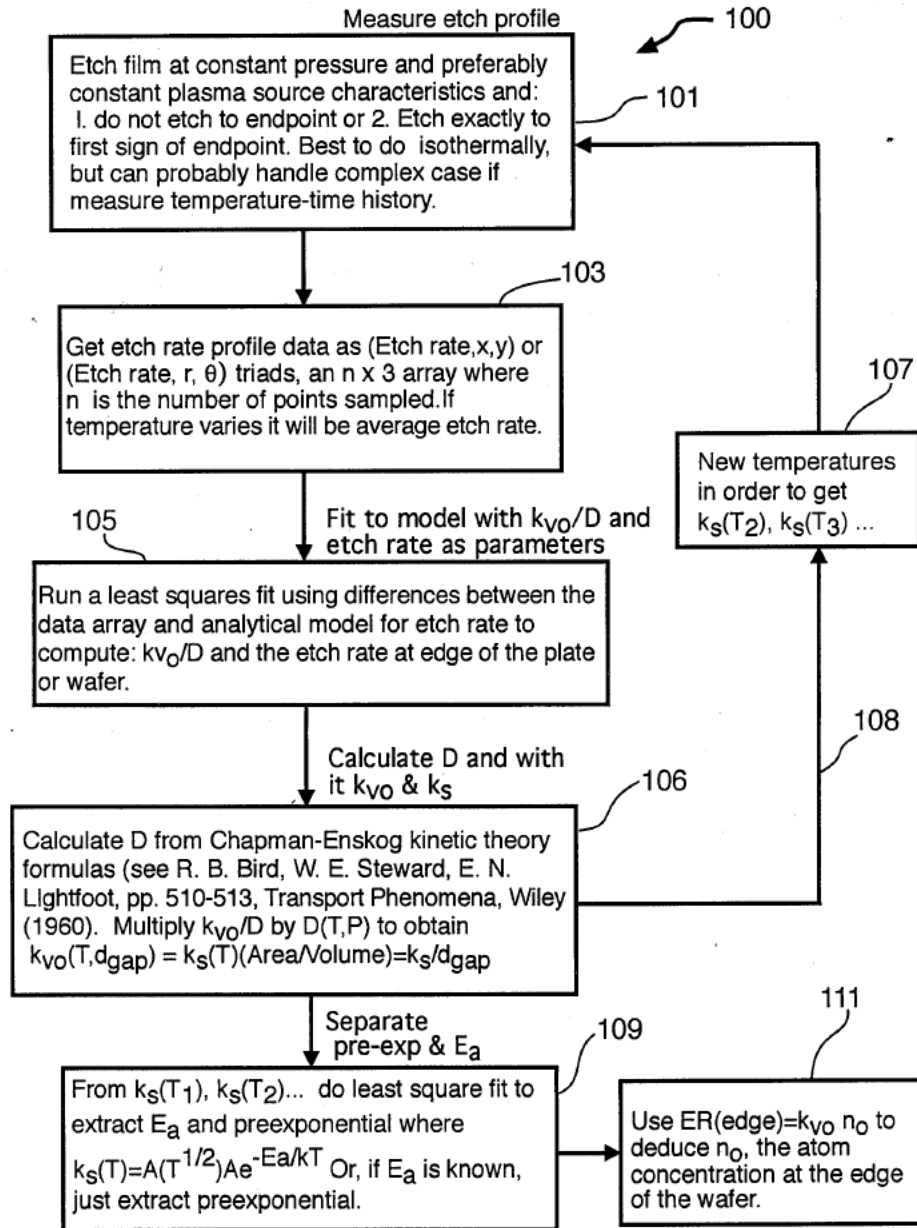 Measure etch profile
100
Etch film at constant pressure and preferably
constant plasma source characteristics and:
1. do not etch to endpoint or 2. Etch exactly to
first sign of endpoint. Best to do isothermally,
but can probably handle complex case if
measure temperature-time history.
101
103
Get etch rate profile data as (Etch rate,x,y) or
(Etch rate, r, θ) triads, an n x 3 array where
n is the number of points sampled.If
temperature varies it will be average etch rate.
107
New temperatures
in order to get
kₛ(T₂), kₛ(T₃) ...
105
Fit to model with kᵥₒ/D and
etch rate as parameters
Run a least squares fit using differences between the
data array and analytical model for etch rate to
compute: kvₒ/D and the etch rate at edge of the plate
or wafer.
108
Calculate D and with
it kᵥₒ & kₛ
106
Calculate D from Chapman-Enskog kinetic theory
formulas (see R. B. Bird, W. E. Steward, E. N.
Lightfoot, pp. 510-513, Transport Phenomena, Wiley
(1960). Multiply kᵥₒ/D by D(T,P) to obtain
kᵥₒ(T,d_gap) = kₛ(T)(Area/Volume)=kₛ/d_gap
Separate
pre-exp & Eₐ
109
From kₛ(T₁), kₛ(T₂)... do least square fit to
extract Eₐ and preexponential where
kₛ(T)=A(T^1/2)Ae^-Ea/kT Or, if Eₐ is known,
just extract preexponential.
111
Use ER(edge)=kᵥₒ nₒ to
deduce nₒ, the atom
concentration at the edge
of the wafer.